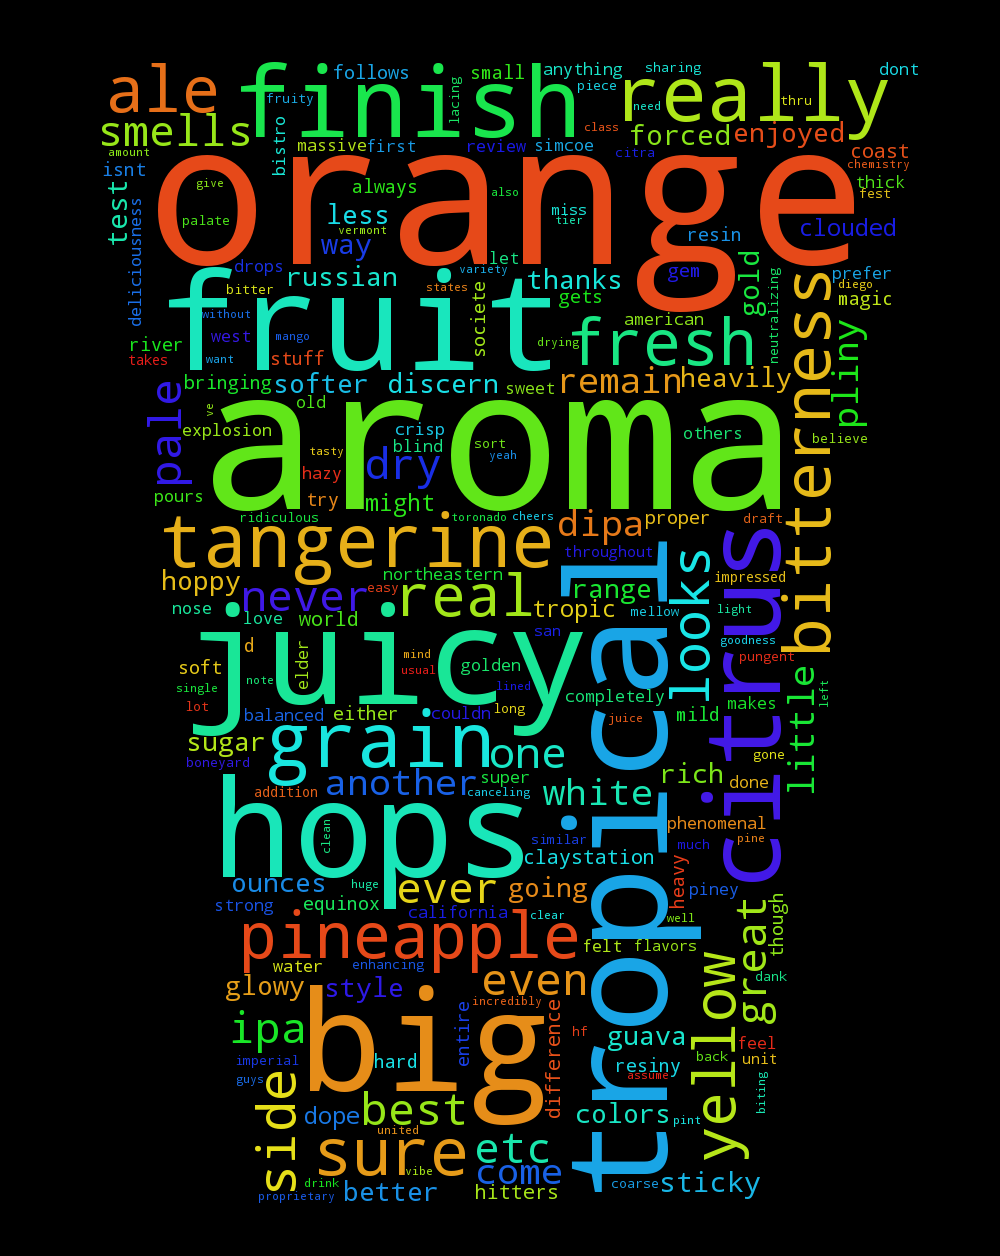 ale finish really
follows small anything sharing dont
piece
fruity lacing need thru
smells bistro class forced enjoyed
massive first review simcoe citra coast
amount
isnt chemistry
orange
test give always also thick fest
palate less miss tier
vermont
deliciousness way resin clouded
drops russian let variety thanks gem gold prefer
bitter states societe gets magic diego
fruit without american neutralizing
river west mango drying fresh pliny bitterness
takes want stuff
pale bringing softer discern sweet remain heavily
ve old
aroma
explosion crisp sort others believe
blind yeah
tasty dry
hazy
pours try might
ridiculous toronado cheers dipa proper draft
tangerine throughout
hoppy northeastern range looks impressed
never easy real
nose love world tropic mellow light
juicy san goodness
d mind pungent
soft elder usual golden
single note lined completely little left
lot balanced either couldn long mild makes
juice
sugar grain one
boneyard gone
another super rich done
addition canceling white
hops tropical citrus
clean similar phenomenal pine
claystation much
ounces huge ever going heavy piney
strong equinox california clear well
pineapple felt flavors great though
water enhancing even dank
glowy style incredibly yellow
ipa big entire difference hf guava feel
imperial hard resiny back unit
guys assume
side dope best colors pint biting
united
sure etc
vibe come
drink better hitters coarse sticky
proprietary